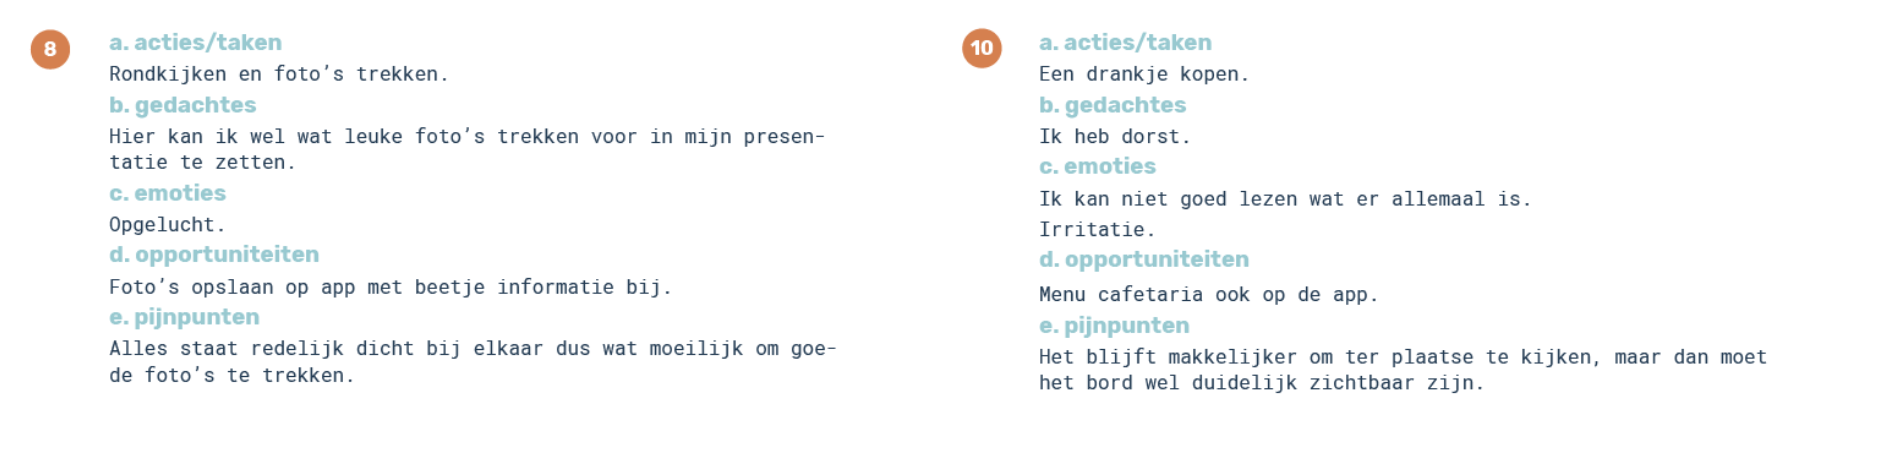 8
a. acties/taken
Rondkijken en foto’s trekken.
b. gedachtes
Hier kan ik wel wat leuke foto’s trekken voor in mijn presen-
tatie te zetten.
c. emoties
Opgelucht.
d. opportuniteiten
Foto’s opslaan op app met beetje informatie bij.
e. pijnpunten
Alles staat redelijk dicht bij elkaar dus wat moeilijk om goe-
de foto’s te trekken.
10
a. acties/taken
Een drankje kopen.
b. gedachtes
Ik heb dorst.
c. emoties
Ik kan niet goed lezen wat er allemaal is.
Irritatie.
d. opportuniteiten
Menu cafetaria ook op de app.
e. pijnpunten
Het blijft makkelijker om ter plaatse te kijken, maar dan moet
het bord wel duidelijk zichtbaar zijn.